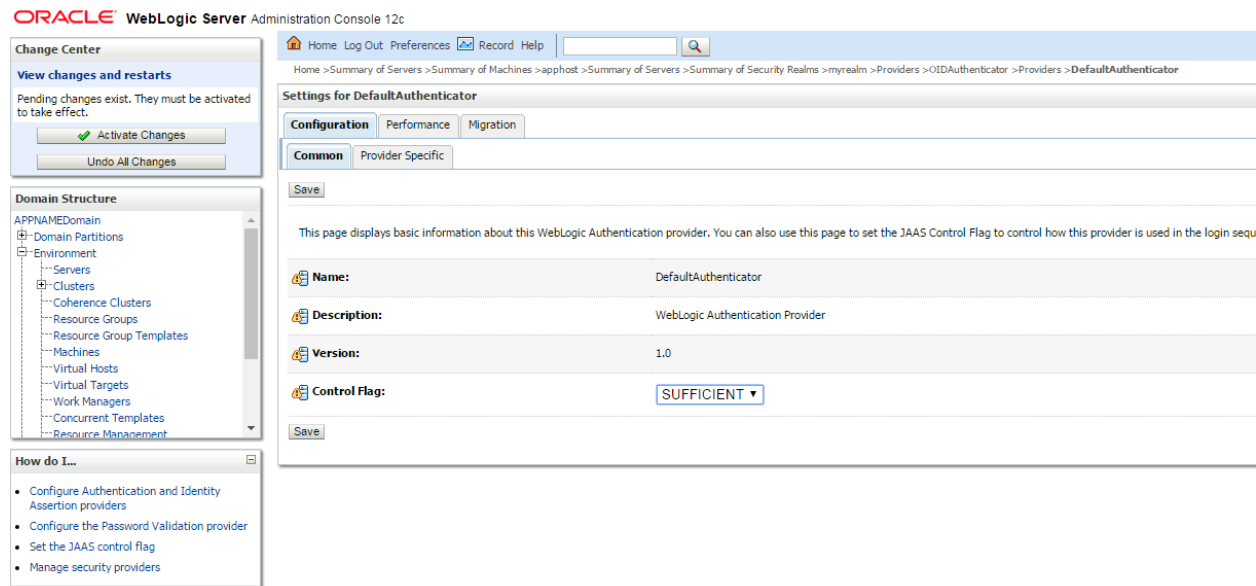 ORACLE® WebLogic Server Administration Console 12c
Change Center
View changes and restarts
Pending changes exist. They must be activated
to take effect.
Activate Changes
Undo All Changes
Domain Structure
APPNAMEDomain
Domain Partitions
Environment
Servers
Clusters
Coherence Clusters
Resource Groups
Resource Group Templates
Machines
Virtual Hosts
Virtual Targets
Work Managers
Concurrent Templates
Resource Management
How do I...
Configure Authentication and Identity
Assertion providers
Configure the Password Validation provider
Set the JAAS control flag
Manage security providers
Home Log Out Preferences Record Help
Home >Summary of Servers >Summary of Machines >apphost >Summary of Servers >Summary of Security Realms >myrealm >Providers >OIDAuthenticator >Providers >DefaultAuthenticator
Settings for DefaultAuthenticator
Configuration Performance Migration
Common Provider Specific
Save
This page displays basic information about this WebLogic Authentication provider. You can also use this page to set the JAAS Control Flag to control how this provider is used in the login sequ
Name: DefaultAuthenticator
Description: WebLogic Authentication Provider
Version: 1.0
Control Flag: SUFFICIENT
Save